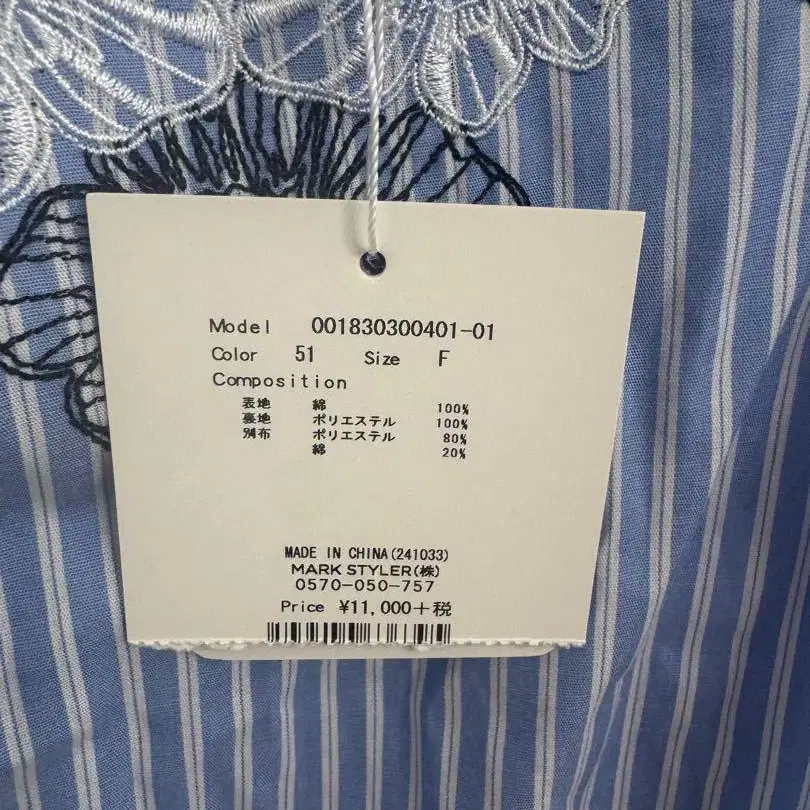 Model 001830300401-01
Color 51 Size F
Composition
表地 綿 100%
裏地 ポリエステル 100%
別布 ポリエステル 80%
綿 20%
MADE IN CHINA(241033)
MARK STYLER(株)
0570-050-757
Price ¥11,000+税